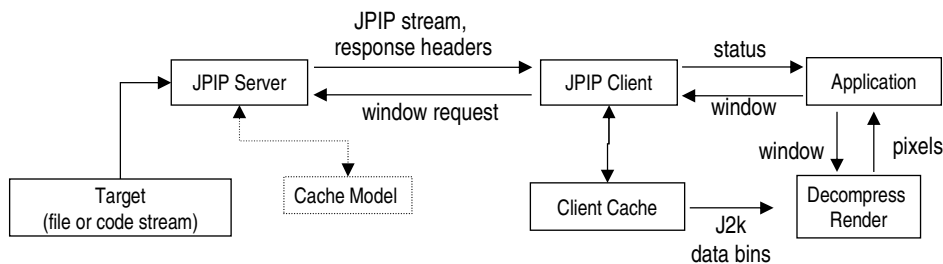 JPIP stream,
response headers
status
JPIP Server
JPIP Client
Application
window request
window
window
pixels
Target
(file or code stream)
Cache Model
Client Cache
Decompress
Render
J2k
data bins